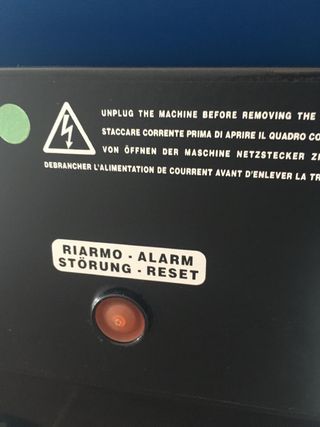 UNPLUG THE MACHINE BEFORE REMOVING THE
STACCARE CORRENTE PRIMA DI APRIRE IL QUADRO
VON ÖFFNEN DER MASCHINE NETZSTECKER
DEBRANCHER L'ALIMENTATION DE COURRENT AVANT D'ENLEVER LA
RIARMO - ALARM
STÖRUNG - RESET